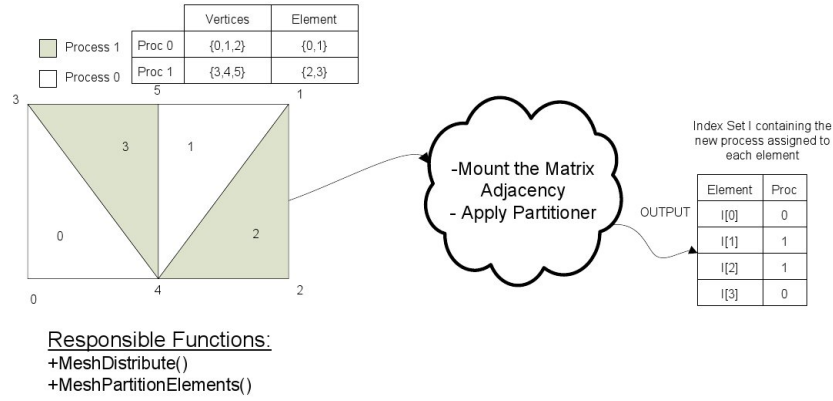 Vertices Element
Process 1 Proc 0 {0,1,2} {0,1}
Process 0 Proc 1 {3,4,5} {2,3}
3 5 1
3 1
0 2
0 4 2
-Mount the Matrix
Adjacency
- Apply Partitioner
OUTPUT
Index Set I containing the
new process assigned to
each element
Element Proc
I[0] 0
I[1] 1
I[2] 1
I[3] 0
Responsible Functions:
+MeshDistribute()
+MeshPartitionElements()